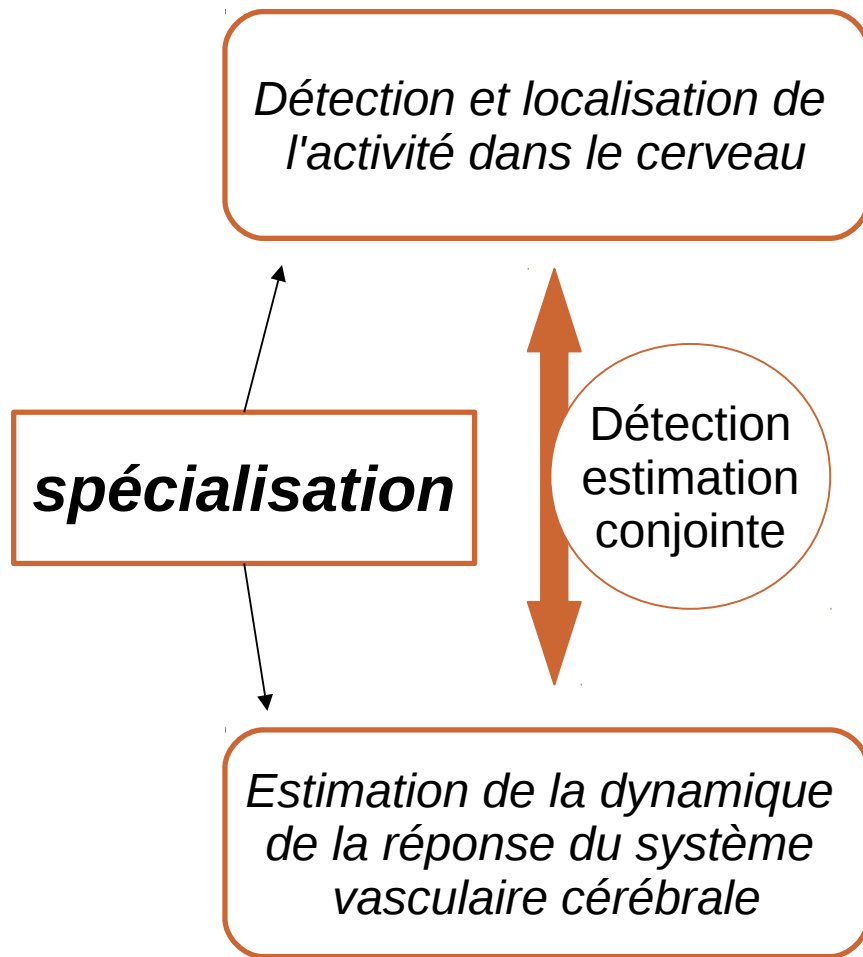 Détection et localisation de
l'activité dans le cerveau
spécialisation
Détection
estimation
conjointe
Estimation de la dynamique
de la réponse du système
vasculaire cérébrale